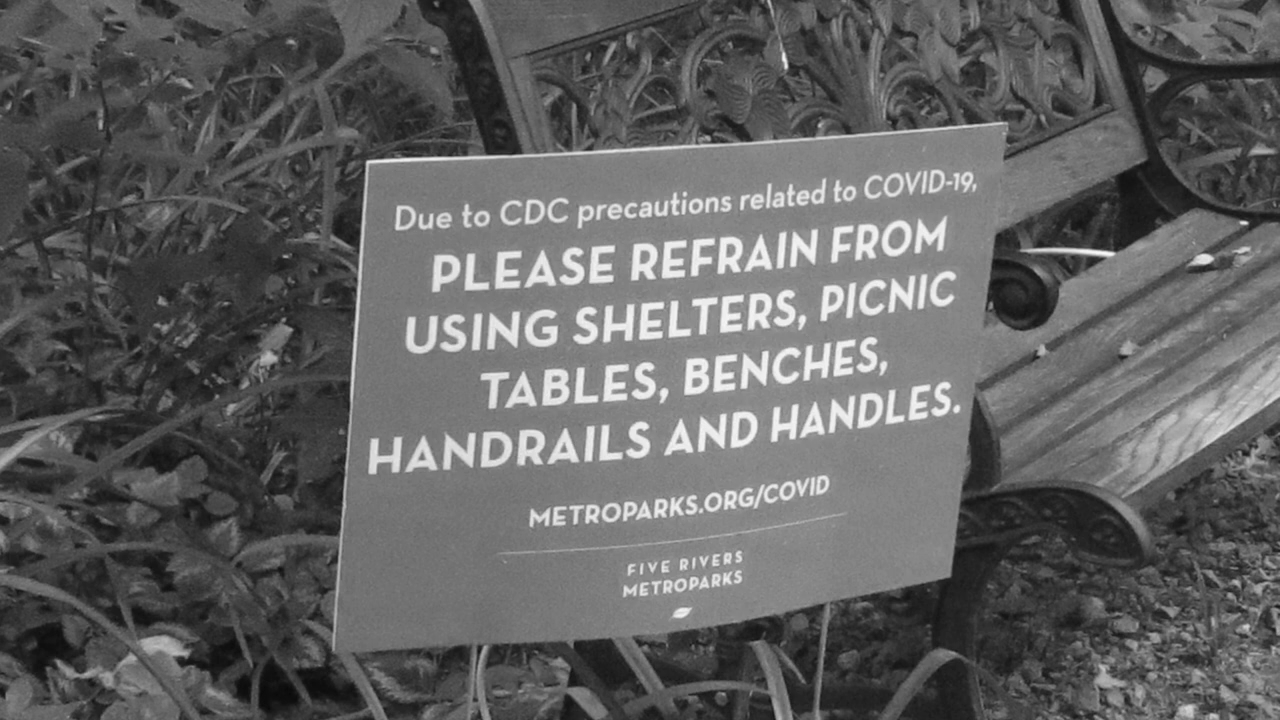 Due to CDC precautions related to COVID-19,
PLEASE REFRAIN FROM
USING SHELTERS, PICNIC
TABLES, BENCHES,
HANDRAILS AND HANDLES.
METROPARKS.ORG/COVID
FIVE RIVERS
METROPARKS